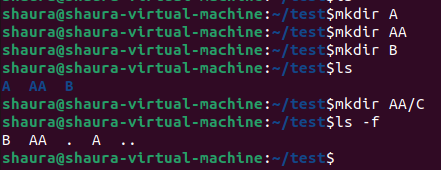 shaura@shaura-virtual-machine:~/test$mkdir A
shaura@shaura-virtual-machine:~/test$mkdir AA
shaura@shaura-virtual-machine:~/test$mkdir B
shaura@shaura-virtual-machine:~/test$ls
A  AA  B
shaura@shaura-virtual-machine:~/test$mkdir AA/C
shaura@shaura-virtual-machine:~/test$ls -f
B  AA  .  A  ..
shaura@shaura-virtual-machine:~/test$